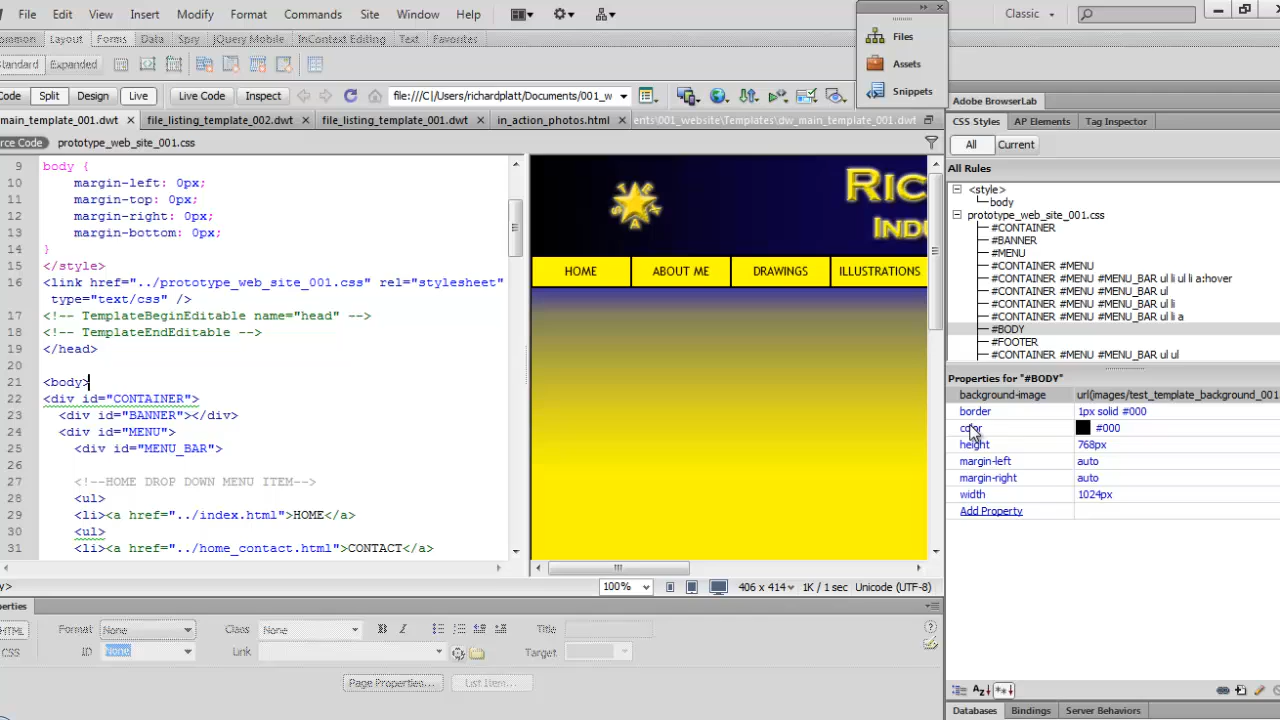 File Edit View Insert Modify Format Commands Site Window Help Classic
Layout Forms Data Spry jQuery Mobile InContext Editing Text Favorites
Standard Expanded
Files
Assets
Snippets
Code Split Design Live Live Code Inspect file:///C|/Users/richardplatt/Documents/001_w
main_template_001.dwt × file_listing_template_002.dwt × file_listing_template_001.dwt × in_action_photos.html × ents\001_website\Templates\dw_main_template_001.dwt
prototype_web_site_001.css
9 body {
10 margin-left: 0px;
11 margin-top: 0px;
12 margin-right: 0px;
13 margin-bottom: 0px;
14 }
15 </style>
16 <link href="../prototype_web_site_001.css" rel="stylesheet"
type="text/css" />
17 <!-- TemplateBeginEditable name="head" -->
18 <!-- TemplateEndEditable -->
19 </head>
20
21 <body>
22 <div id="CONTAINER">
23 <div id="BANNER"></div>
24 <div id="MENU">
25 <div id="MENU_BAR">
26
27 <!--HOME DROP DOWN MENU ITEM-->
28 <ul>
29 <li><a href="../index.html">HOME</a>
30 <ul>
31 <li><a href="../home_contact.html">CONTACT</a>
RIC
INDU
HOME ABOUT ME DRAWINGS ILLUSTRATIONS
100% 406 x 414 1K / 1 sec Unicode (UTF-8)
Adobe BrowserLab
CSS Styles AP Elements Tag Inspector
All Current
All Rules
<style>
body
prototype_web_site_001.css
#CONTAINER
#BANNER
#MENU
#CONTAINER #MENU
#CONTAINER #MENU #MENU_BAR ul li ul li a:hover
#CONTAINER #MENU #MENU_BAR ul
#CONTAINER #MENU #MENU_BAR ul li
#CONTAINER #MENU #MENU_BAR ul li a
#BODY
#FOOTER
#CONTAINER #MENU #MENU_BAR ul ul
Properties for "#BODY"
background-image url(images/test_template_background_001
border 1px solid #000
color #000
height 768px
margin-left auto
margin-right auto
width 1024px
Add Property
HTML Format None Class None B I Title
CSS ID None Link Target
Page Properties... List Item...
Databases Bindings Server Behaviors